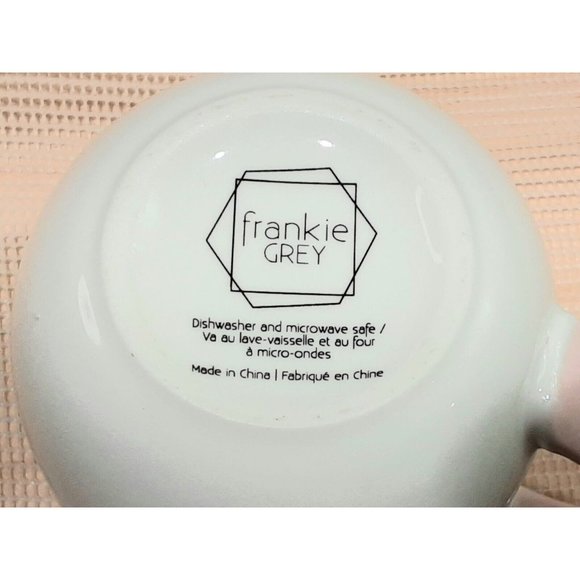 frankie
GREY
Dishwasher and microwave safe /
Va au lave-vaisselle et au four
à micro-ondes
Made in China | Fabriqué en Chine